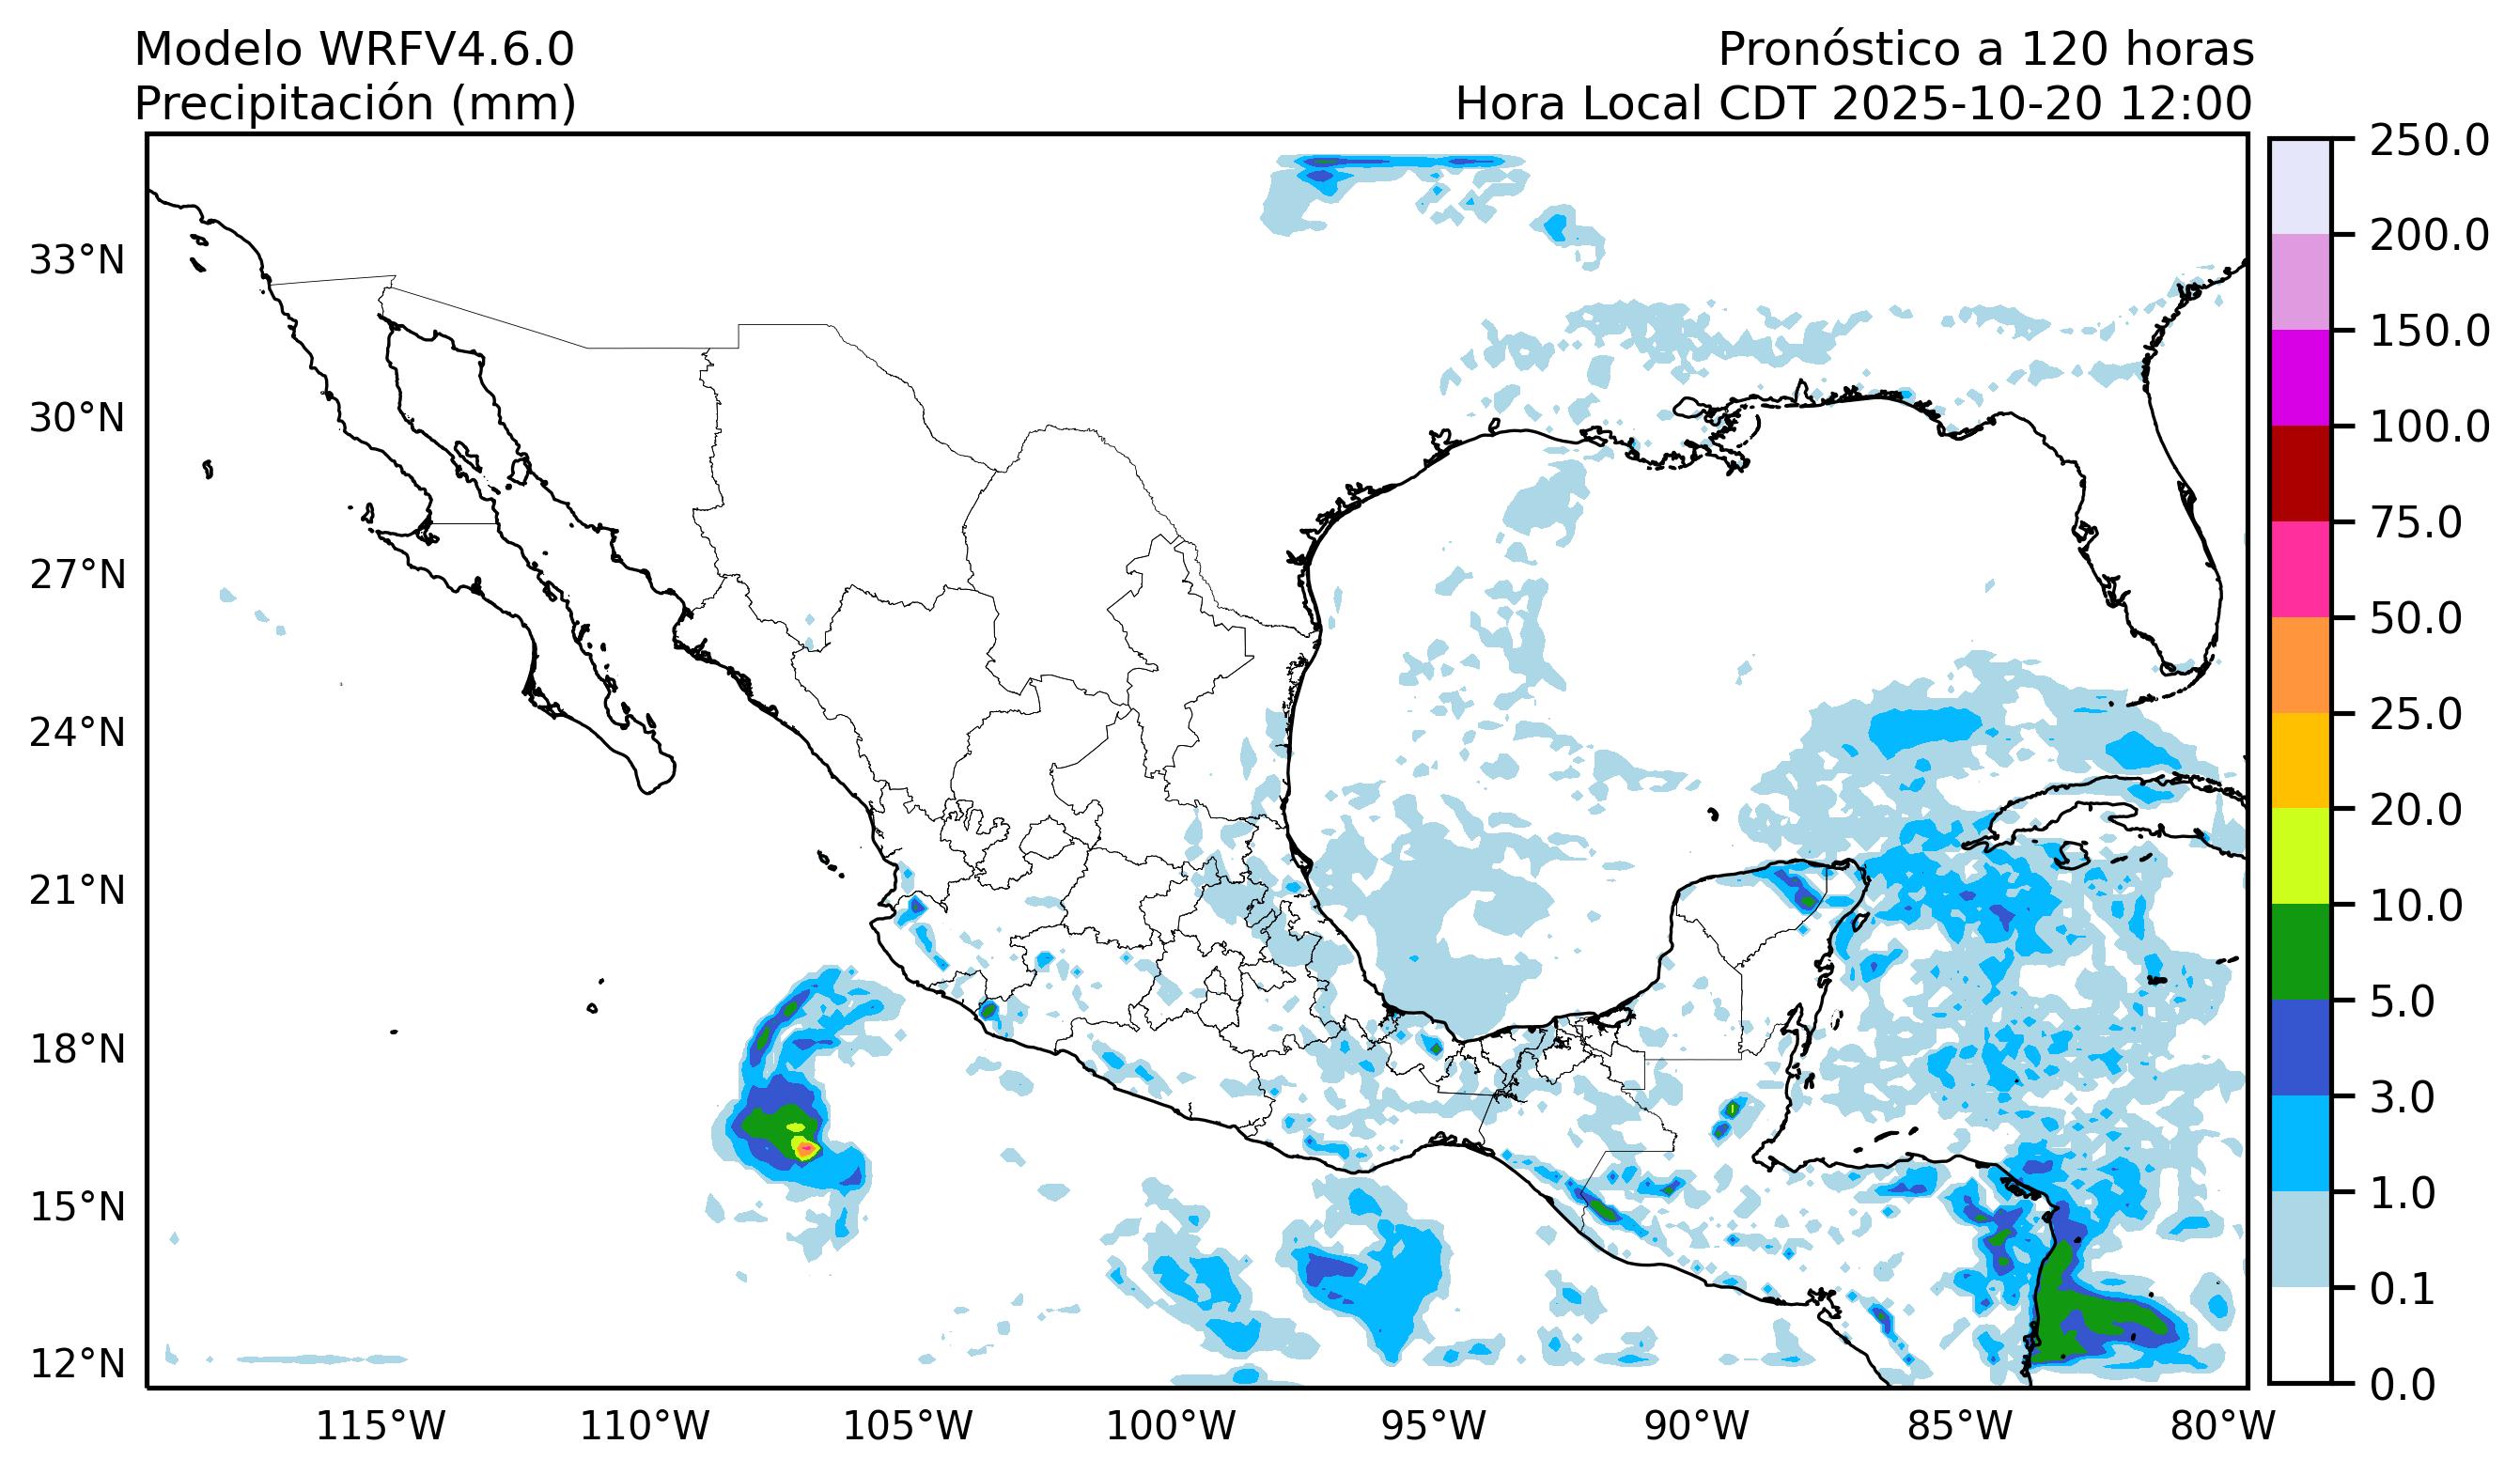 Modelo WRFV4.6.0
Precipitación (mm)
Pronóstico a 120 horas
Hora Local CDT 2025-10-20 12:00
33°N
30°N
27°N
24°N
21°N
18°N
15°N
12°N
115°W
110°W
105°W
100°W
95°W
90°W
85°W
80°W
250.0
200.0
150.0
100.0
75.0
50.0
25.0
20.0
10.0
5.0
3.0
1.0
0.1
0.0